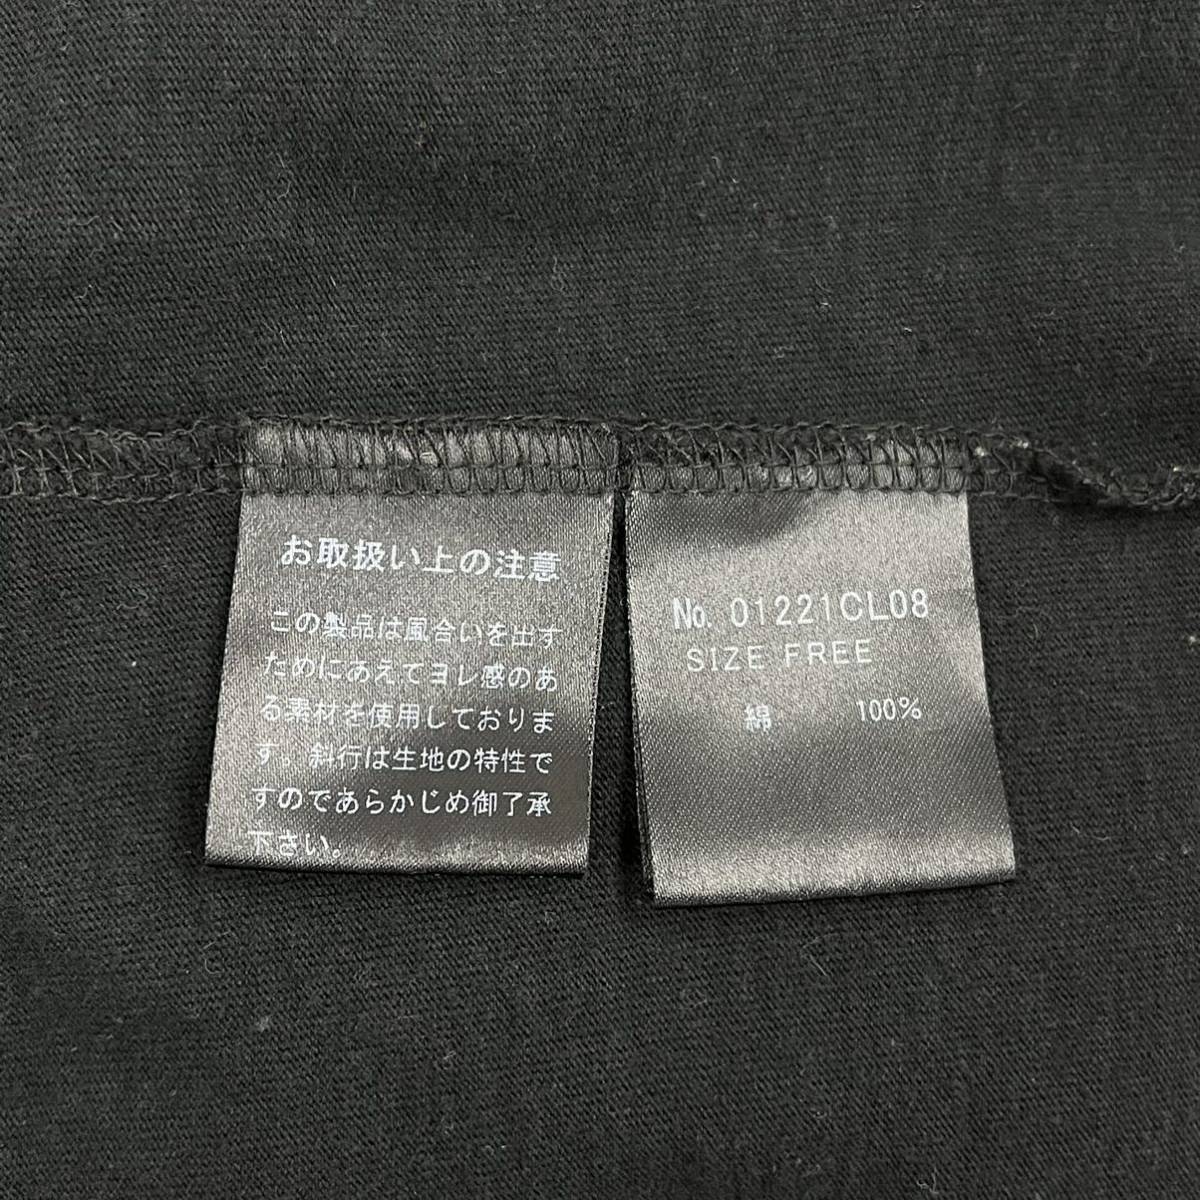 お取扱い上の注意
この製品は風合いを出す
ためにあえてヨレ感のあ
る素材を使用しておりま
す。斜行は生地の特性で
すのであらかじめ御了承
下さい。
No. 01221CL08
SIZE FREE
綿 100%